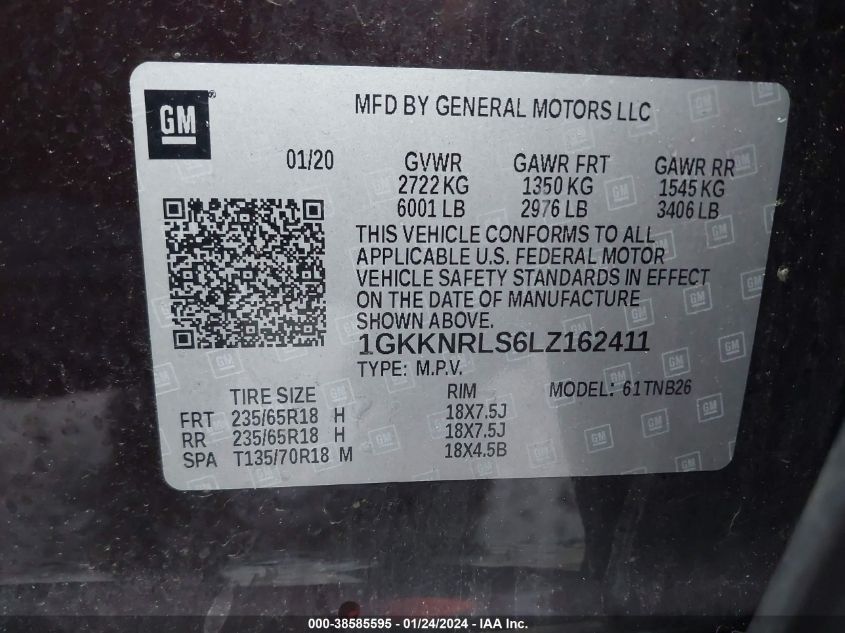 GM
MFD BY GENERAL MOTORS LLC
01/20 GVWR GAWR FRT GAWR RR
2722 KG 1350 KG 1545 KG
6001 LB 2976 LB 3406 LB
THIS VEHICLE CONFORMS TO ALL
APPLICABLE U.S. FEDERAL MOTOR
VEHICLE SAFETY STANDARDS IN EFFECT
ON THE DATE OF MANUFACTURE
SHOWN ABOVE.
1GKKNRLS6LZ162411
TYPE: M.P.V.
TIRE SIZE RIM MODEL: 61TNB26
FRT 235/65R18 H 18X7.5J
RR 235/65R18 H 18X7.5J
SPA T135/70R18 M 18X4.5B
000-38585595 - 01/24/2024 - IAA Inc.